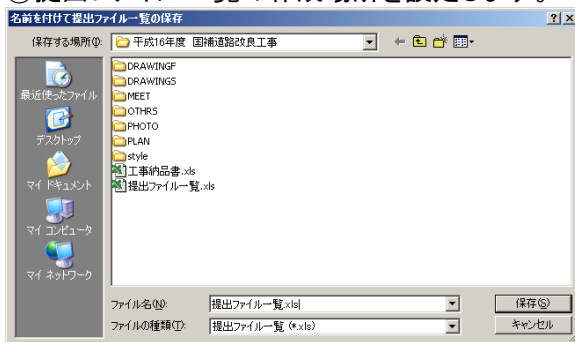 ①提出ファイル一覧の作成場所を設定します。
名前を付けて提出ファイル一覧の保存
保存する場所(I):
平成16年度 国補道路改良工事
最近使ったファイル
デスクトップ
マイ ドキュメント
マイ コンピュータ
マイ ネットワーク
DRAWINGF
DRAWINGS
MEET
OTHRS
PHOTO
PLAN
style
工事納品書.xls
提出ファイル一覧.xls
ファイル名(N):
提出ファイル一覧.xls
保存(S)
ファイルの種類(T):
提出ファイル一覧 (*.xls)
キャンセル